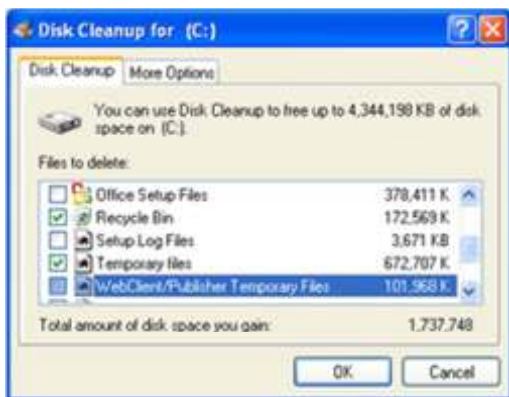 Disk Cleanup for (C:)
Disk Cleanup
More Options
You can use Disk Cleanup to free up to 4,344,198 KB of disk
space on (C:).
Files to delete:
Office Setup Files 378,411 K
Recycle Bin 172,569 K
Setup Log Files 3,671 KB
Temporary files 672,707 K
WebClient/Publisher Temporary Files 101,968 K
Total amount of disk space you gain: 1,737,748
OK
Cancel